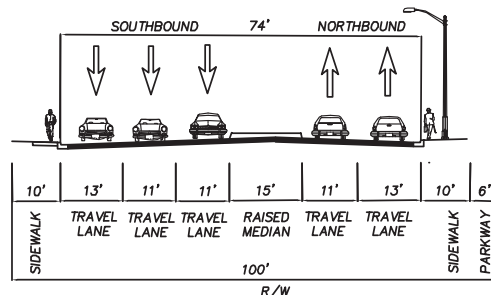 SOUTHBOUND 74' NORTHBOUND
10' 13' 11' 11' 15' 11' 13' 10' 6'
SIDEWALK
TRAVEL LANE
TRAVEL LANE
TRAVEL LANE
RAISED MEDIAN
TRAVEL LANE
TRAVEL LANE
SIDEWALK
PARKWAY
100'
R/W